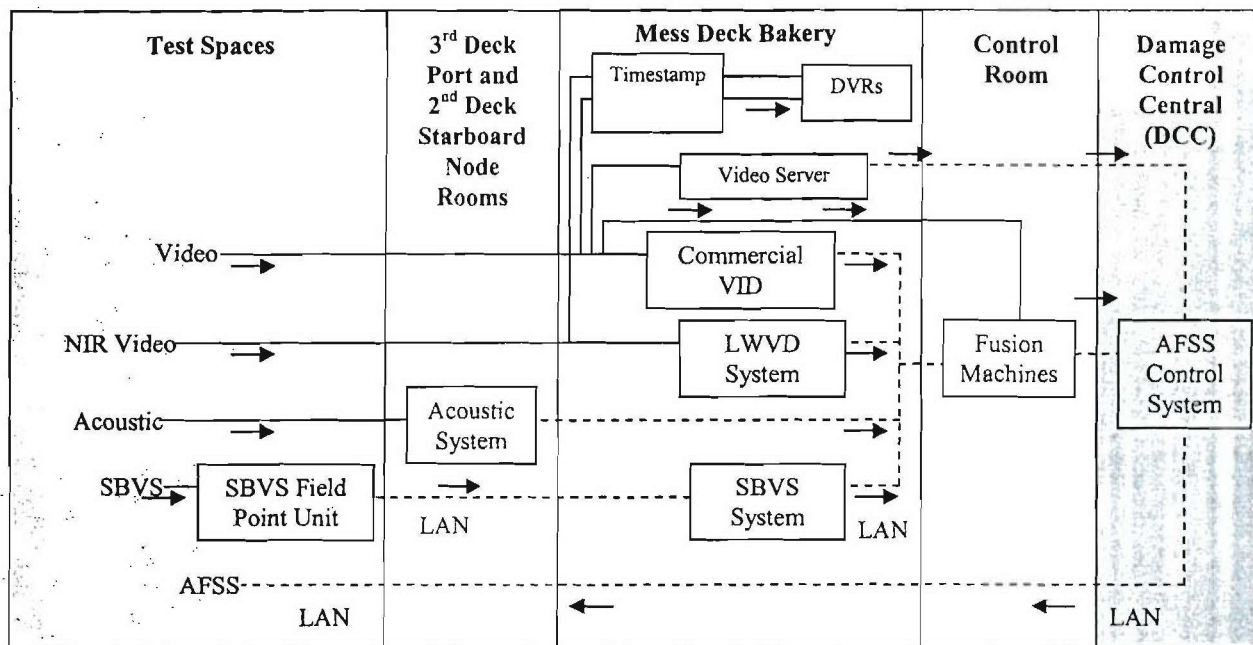 Test Spaces
3rd Deck
Port and
2nd Deck
Starboard
Node
Rooms
Mess Deck Bakery
Control
Room
Damage
Control
Central
(DCC)
Timestamp
DVRs
Video Server
Video
Commercial
VID
NIR Video
LWVD
System
Fusion
Machines
AFSS
Control
System
Acoustic
Acoustic
System
SBVS
SBVS Field
Point Unit
LAN
SBVS
System
LAN
AFSS
LAN
LAN